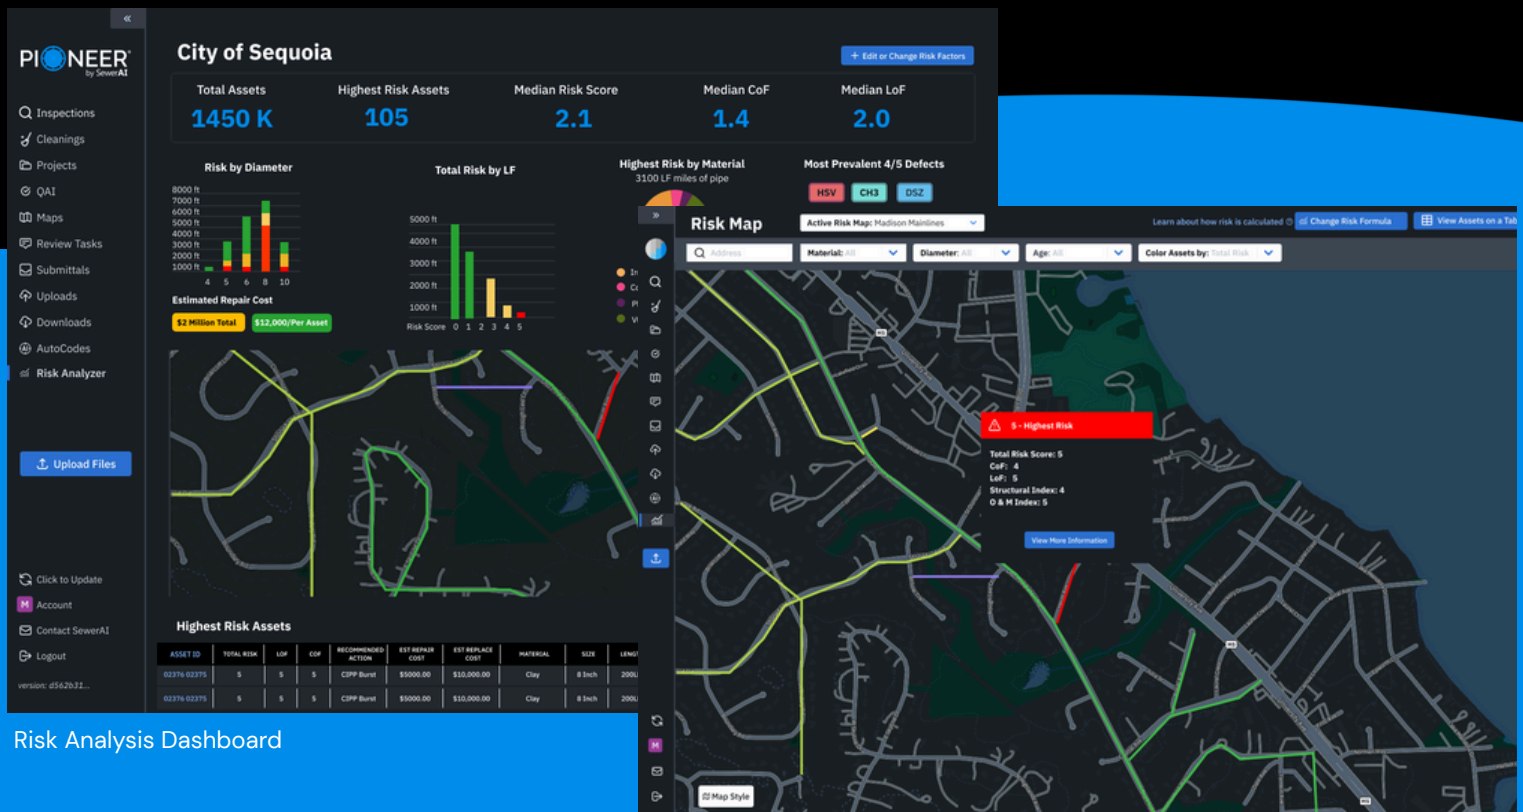 «
PIONEER
by SewerAI
Inspections
Cleanings
Projects
QAI
Maps
Review Tasks
Submittals
Uploads
Downloads
AutoCodes
Risk Analyzer
Upload Files
Click to Update
M Account
Contact SewerAI
Logout
version: d562b31...
City of Sequoia
+ Edit or Change Risk Factors
Total Assets
1450 K
Highest Risk Assets
105
Median Risk Score
2.1
Median CoF
1.4
Median LoF
2.0
Risk by Diameter
8000 ft
7000 ft
6000 ft
5000 ft
4000 ft
3000 ft
2000 ft
1000 ft
4 5 6 8 10
Estimated Repair Cost
$2 Million Total
$12,000/Per Asset
Total Risk by LF
5000 ft
4000 ft
3000 ft
2000 ft
1000 ft
Risk Score 0 1 2 3 4 5
Highest Risk by Material
3100 LF miles of pipe
Most Prevalent 4/5 Defects
HSV CH3 DSZ
Highest Risk Assets
ASSET ID TOTAL RISK LOF COF RECOMMENDED ACTION EST REPAIR COST EST REPLACE COST MATERIAL SIZE
02376 02375 5 5 5 CIPP Burst $5000.00 $10,000.00 Clay 8 Inch
02376 02375 5 5 5 CIPP Burst $5000.00 $10,000.00 Clay 8 Inch
Risk Analysis Dashboard
»
Risk Map
Active Risk Map: Madison Mainlines
Learn about how risk is calculated
Change Risk Formula
View Assets on a Tab
Address
Material: All
Diameter: All
Age: All
Color Assets by: Total Risk
5 - Highest Risk
Total Risk Score: 5
CoF: 4
LoF: 5
Structural Index: 4
O & M Index: 5
View More Information
M
Map Style